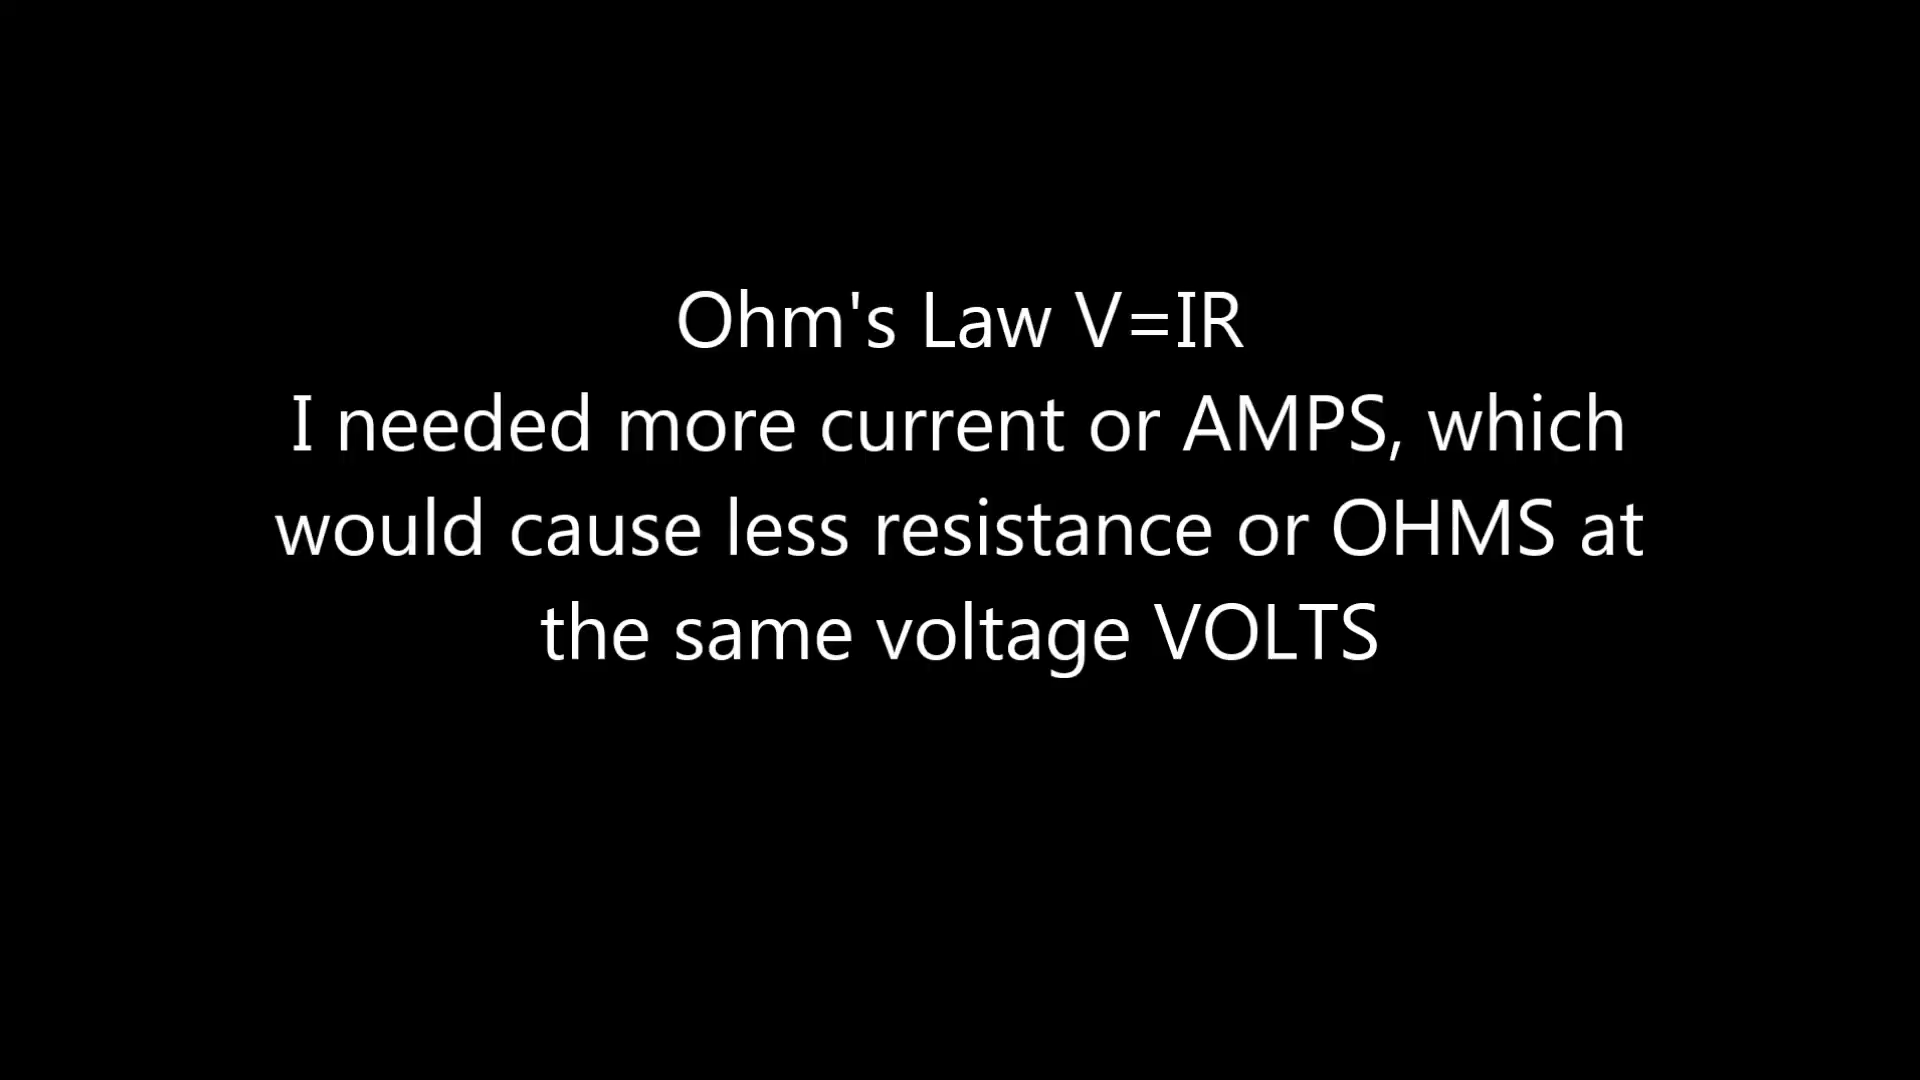 Ohm's Law V=IR
I needed more current or AMPS, which
would cause less resistance or OHMS at
the same voltage VOLTS